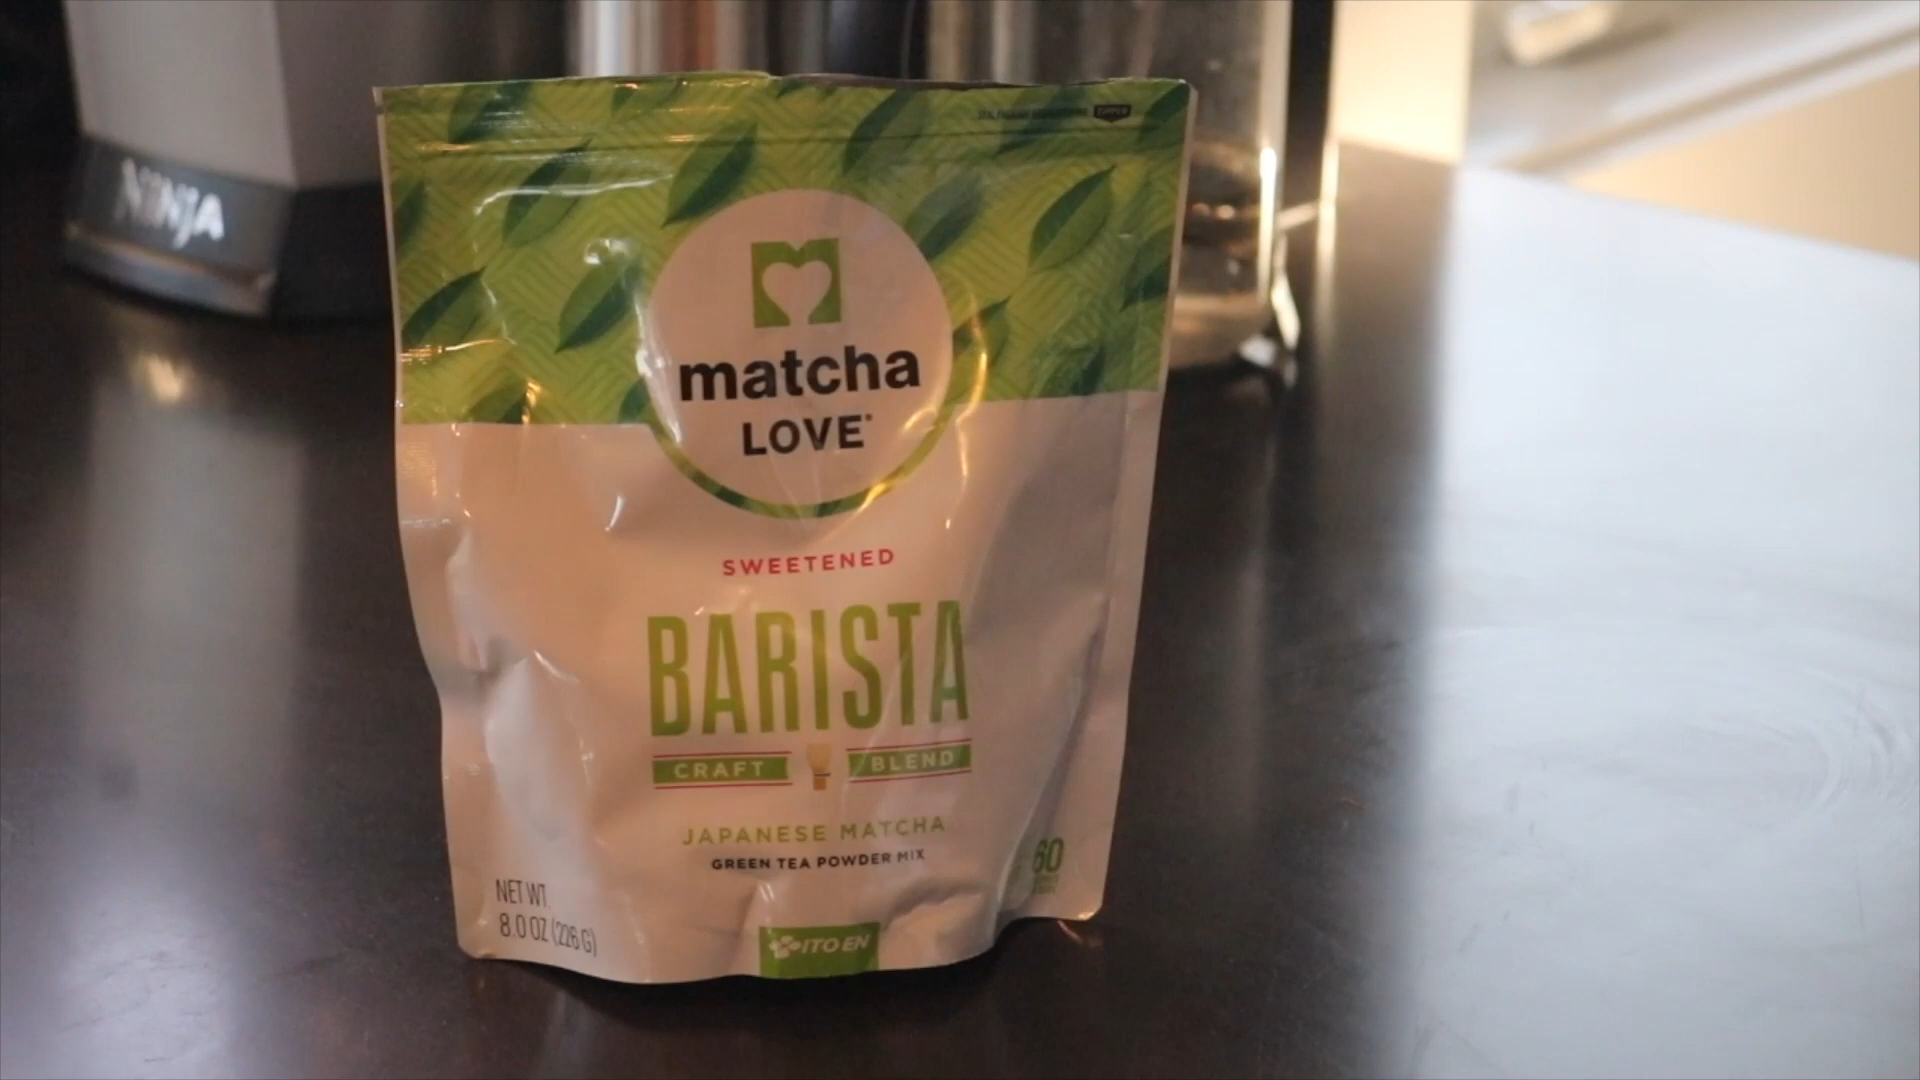 NINJA
ZIPPER
matcha
LOVE®
SWEETENED
BARISTA
CRAFT BLEND
JAPANESE MATCHA
GREEN TEA POWDER MIX
60
NET WT.
8.0 OZ (226 G)
ITO EN